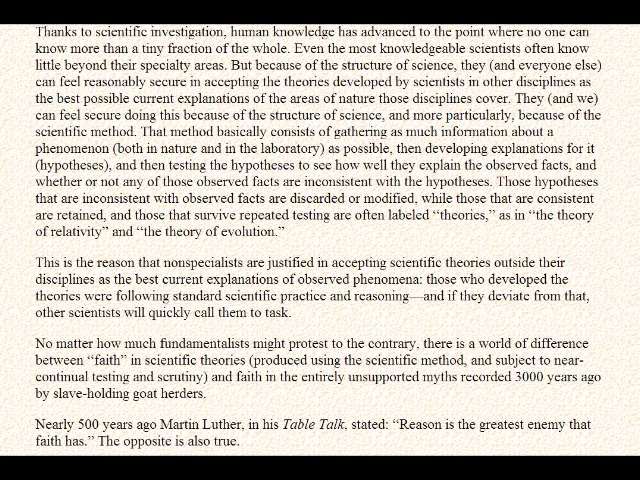 Thanks to scientific investigation, human knowledge has advanced to the point where no one can
know more than a tiny fraction of the whole. Even the most knowledgeable scientists often know
little beyond their specialty areas. But because of the structure of science, they (and everyone else)
can feel reasonably secure in accepting the theories developed by scientists in other disciplines as
the best possible current explanations of the areas of nature those disciplines cover. They (and we)
can feel secure doing this because of the structure of science, and more particularly, because of the
scientific method. That method basically consists of gathering as much information about a
phenomenon (both in nature and in the laboratory) as possible, then developing explanations for it
(hypotheses), and then testing the hypotheses to see how well they explain the observed facts, and
whether or not any of those observed facts are inconsistent with the hypotheses. Those hypotheses
that are inconsistent with observed facts are discarded or modified, while those that are consistent
are retained, and those that survive repeated testing are often labeled “theories,” as in “the theory
of relativity” and “the theory of evolution.”
This is the reason that nonspecialists are justified in accepting scientific theories outside their
disciplines as the best current explanations of observed phenomena: those who developed the
theories were following standard scientific practice and reasoning—and if they deviate from that,
other scientists will quickly call them to task.
No matter how much fundamentalists might protest to the contrary, there is a world of difference
between “faith” in scientific theories (produced using the scientific method, and subject to near-
continual testing and scrutiny) and faith in the entirely unsupported myths recorded 3000 years ago
by slave-holding goat herders.
Nearly 500 years ago Martin Luther, in his Table Talk, stated: “Reason is the greatest enemy that
faith has.” The opposite is also true.